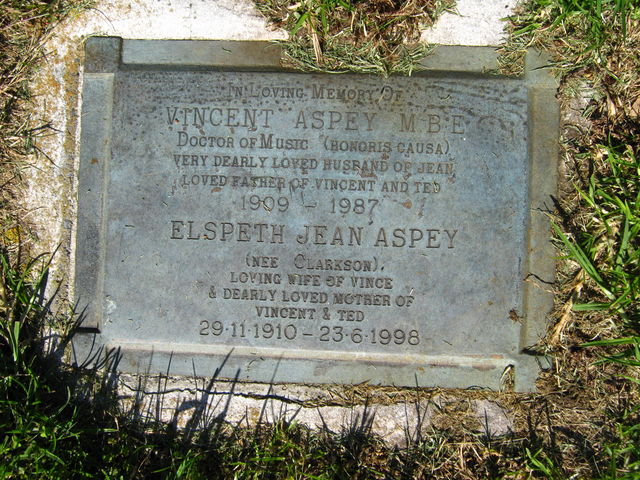 In Loving Memory Of
VINCENT ASPEY M.B.E
Doctor of Music (HONORIS CAUSA)
VERY DEARLY LOVED HUSBAND OF JEAN
LOVED FATHER OF VINCENT AND TED
1909 - 1987
ELSPETH JEAN ASPEY
(NEE CLARKSON).
LOVING WIFE OF VINCE
& DEARLY LOVED MOTHER OF
VINCENT & TED
29·11·1910 - 23·6·1998